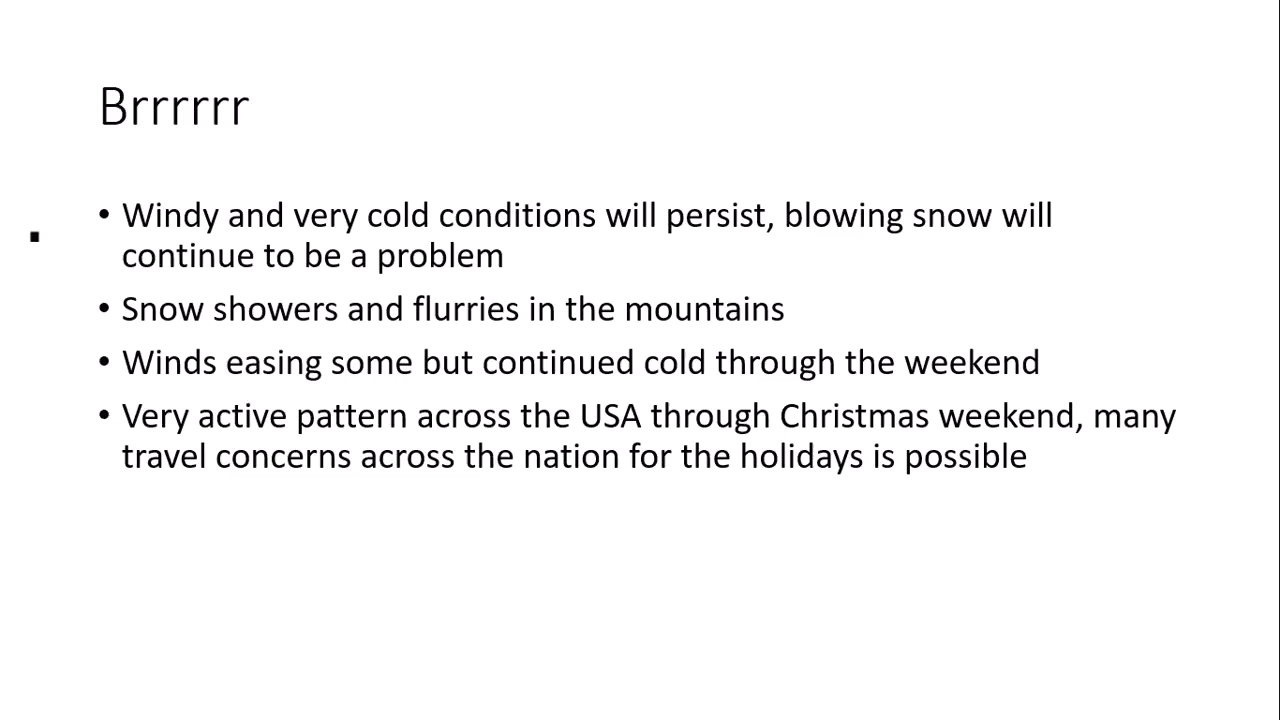 Brrrrrr
• Windy and very cold conditions will persist, blowing snow will
continue to be a problem
• Snow showers and flurries in the mountains
• Winds easing some but continued cold through the weekend
• Very active pattern across the USA through Christmas weekend, many
travel concerns across the nation for the holidays is possible